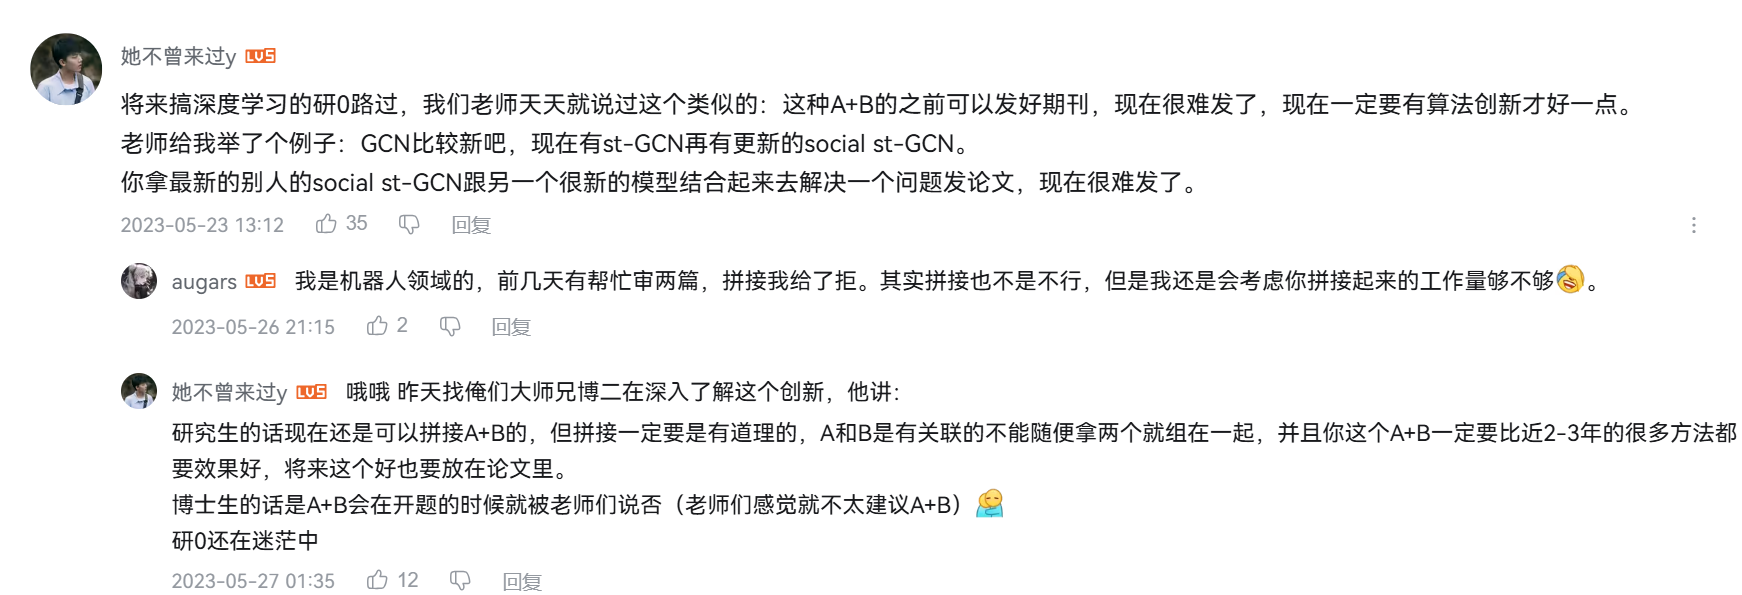 她不曾来过y LV5
将来搞深度学习的研0路过，我们老师天天就说过这个类似的：这种A+B的之前可以发好期刊，现在很难发了，现在一定要有算法创新才好一点。
老师给我举了个例子：GCN比较新吧，现在有st-GCN再有更新的social st-GCN。
你拿最新的别人的social st-GCN跟另一个很新的模型结合起来去解决一个问题发论文，现在很难发了。
2023-05-23 13:12 35 回复
augars LV5 我是机器人领域的，前几天有帮忙审两篇，拼接我给了拒。其实拼接也不是不行，但是我还是会考虑你拼接起来的工作量够不够。
2023-05-26 21:15 2 回复
她不曾来过y LV5 哦哦 昨天找俺们大师兄博二在深入了解这个创新，他讲：
研究生的话现在还是可以拼接A+B的，但拼接一定要是有道理的，A和B是有关联的不能随便拿两个就组在一起，并且你这个A+B一定要比近2-3年的很多方法都
要效果好，将来这个好也要放在论文里。
博士生的话是A+B会在开题的时候就被老师们说否（老师们感觉就不太建议A+B）
研0还在迷茫中
2023-05-27 01:35 12 回复